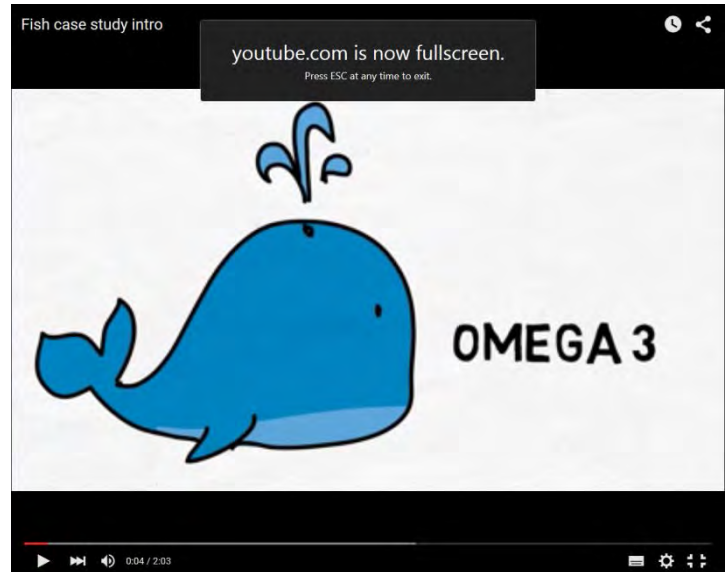 Fish case study intro
youtube.com is now fullscreen.
Press ESC at any time to exit.
OMEGA 3
0:04 / 2:03